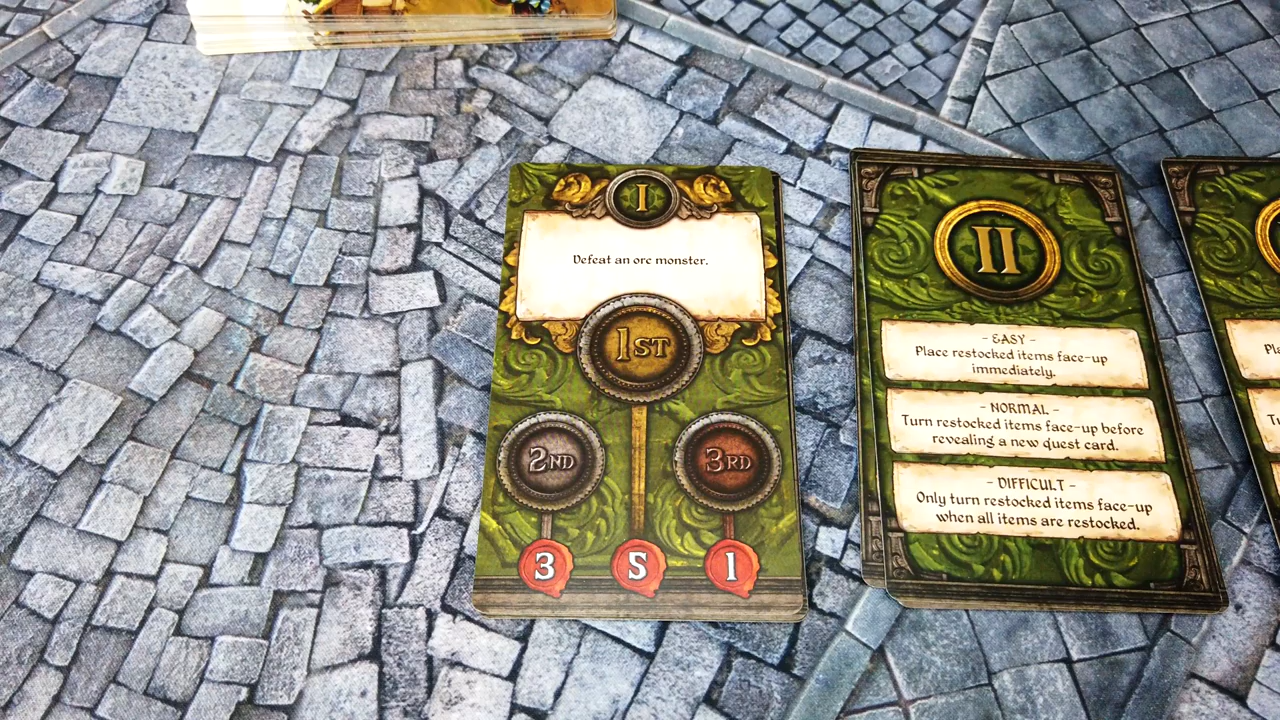 I
Defeat an orc monster.
1ST
2ND
3RD
3
5
1
II
- EASY -
Place restocked items face-up
immediately.
- NORMAL -
Turn restocked items face-up before
revealing a new quest card.
- DIFFICULT -
Only turn restocked items face-up
when all items are restocked.